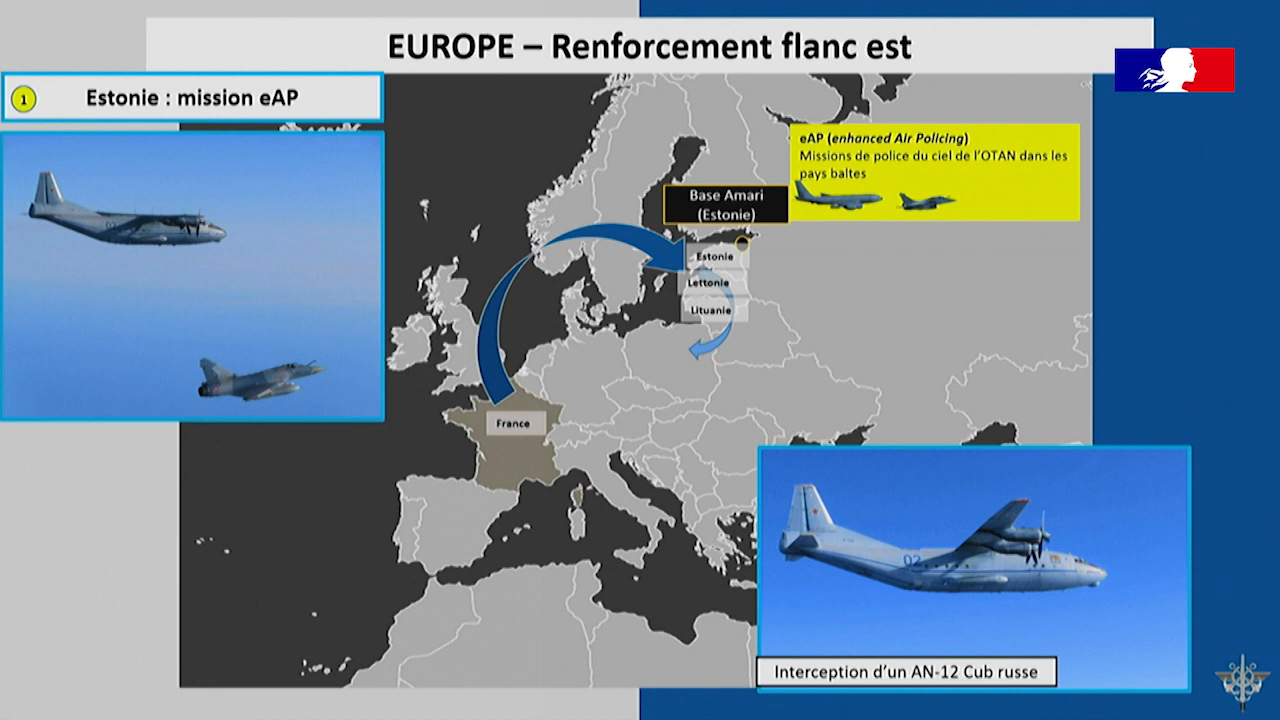 EUROPE – Renforcement flanc est
1
Estonie : mission eAP
eAP (enhanced Air Policing)
Missions de police du ciel de l'OTAN dans les
pays baltes
Base Amari
(Estonie)
Estonie
Lettonie
Lituanie
France
02
Interception d'un AN-12 Cub russe